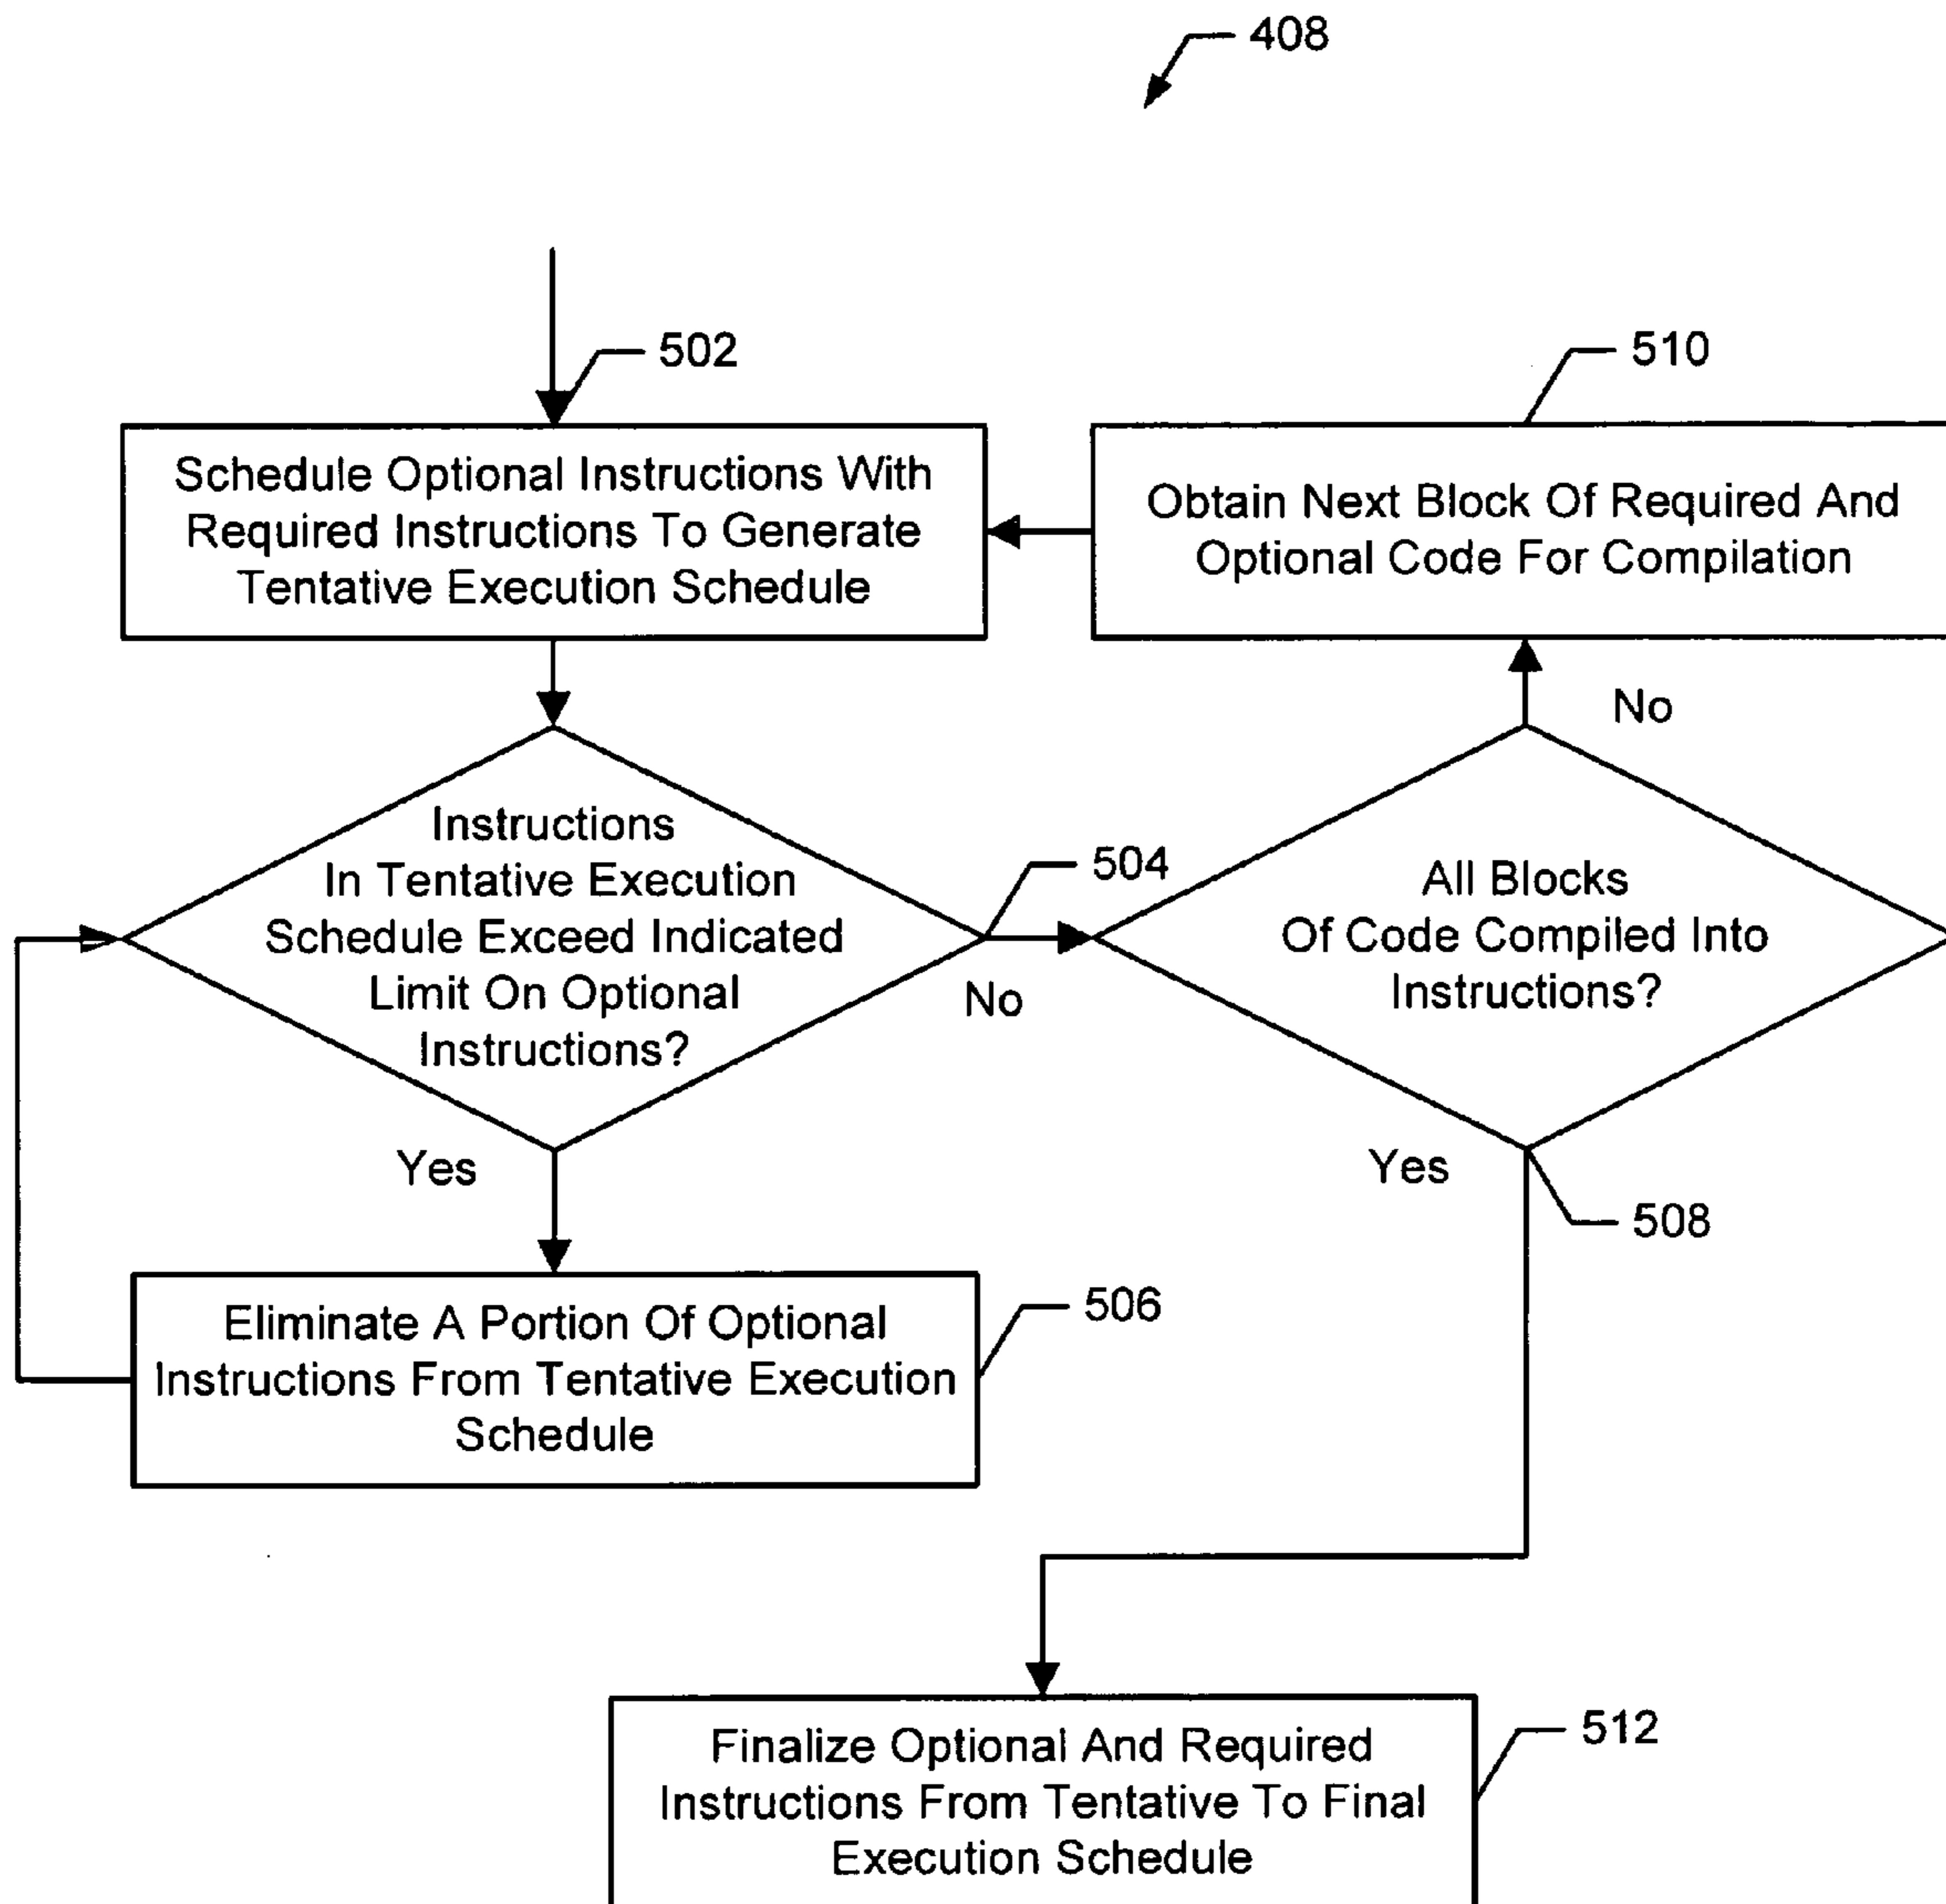 408
502
Schedule Optional Instructions With
Required Instructions To Generate
Tentative Execution Schedule
510
Obtain Next Block Of Required And
Optional Code For Compilation
Instructions
In Tentative Execution
Schedule Exceed Indicated
Limit On Optional
Instructions?
504
No
Yes
All Blocks
Of Code Compiled Into
Instructions?
No
Yes
508
Eliminate A Portion Of Optional
Instructions From Tentative Execution
Schedule
506
Finalize Optional And Required
Instructions From Tentative To Final
Execution Schedule
512